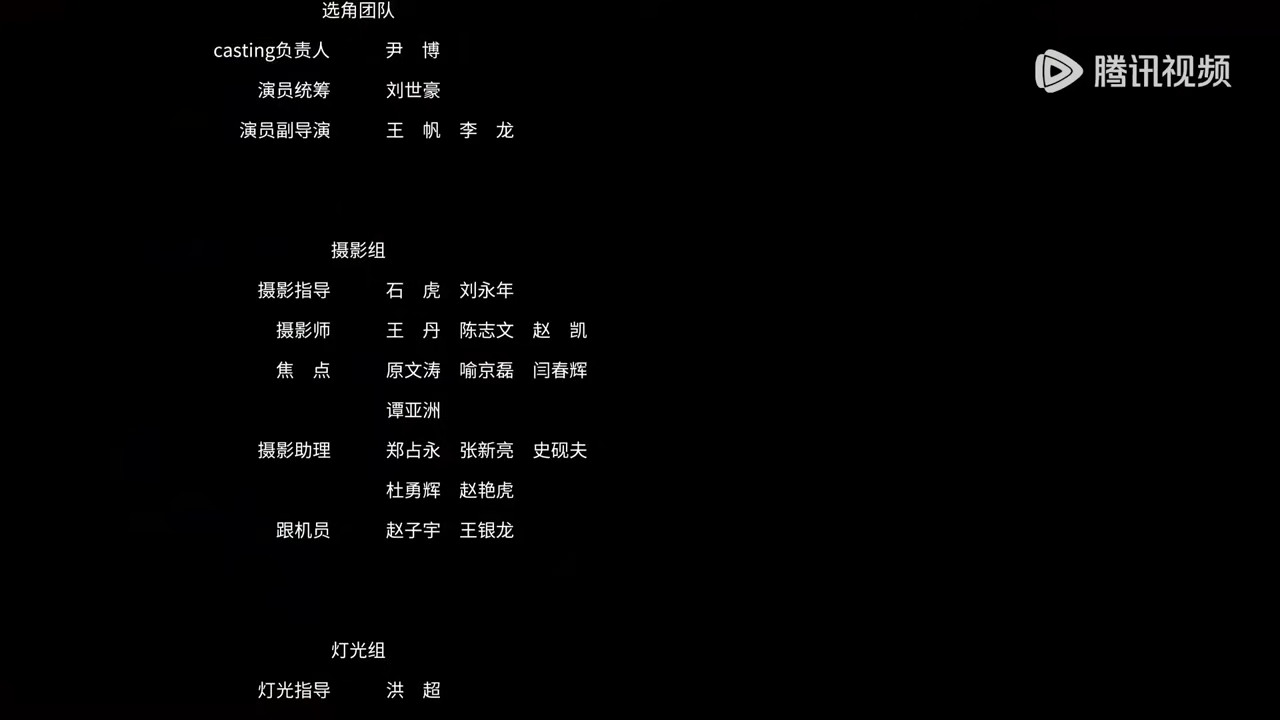 选角团队
casting负责人 尹 博
腾讯视频
演员统筹 刘世豪
演员副导演 王 帆 李 龙
摄影组
摄影指导 石 虎 刘永年
摄影师 王 丹 陈志文 赵 凯
焦 点 原文涛 喻京磊 闫春辉
谭亚洲
摄影助理 郑占永 张新亮 史砚夫
杜勇辉 赵艳虎
跟机员 赵子宇 王银龙
灯光组
灯光指导 洪 超